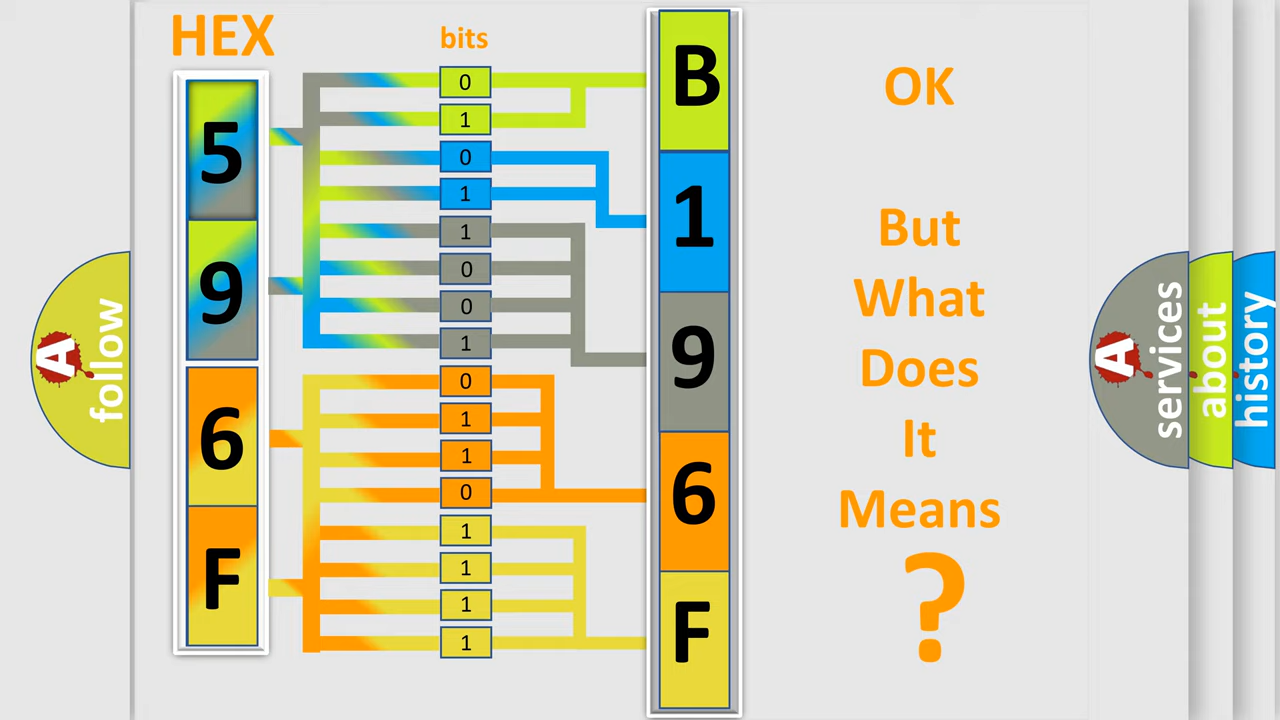 HEX
bits
5
9
6
F
0
1
0
1
1
0
0
1
0
1
1
0
1
1
1
1
B
1
9
6
F
OK
But
What
Does
It
Means
?
A
follow
A
services
about
history